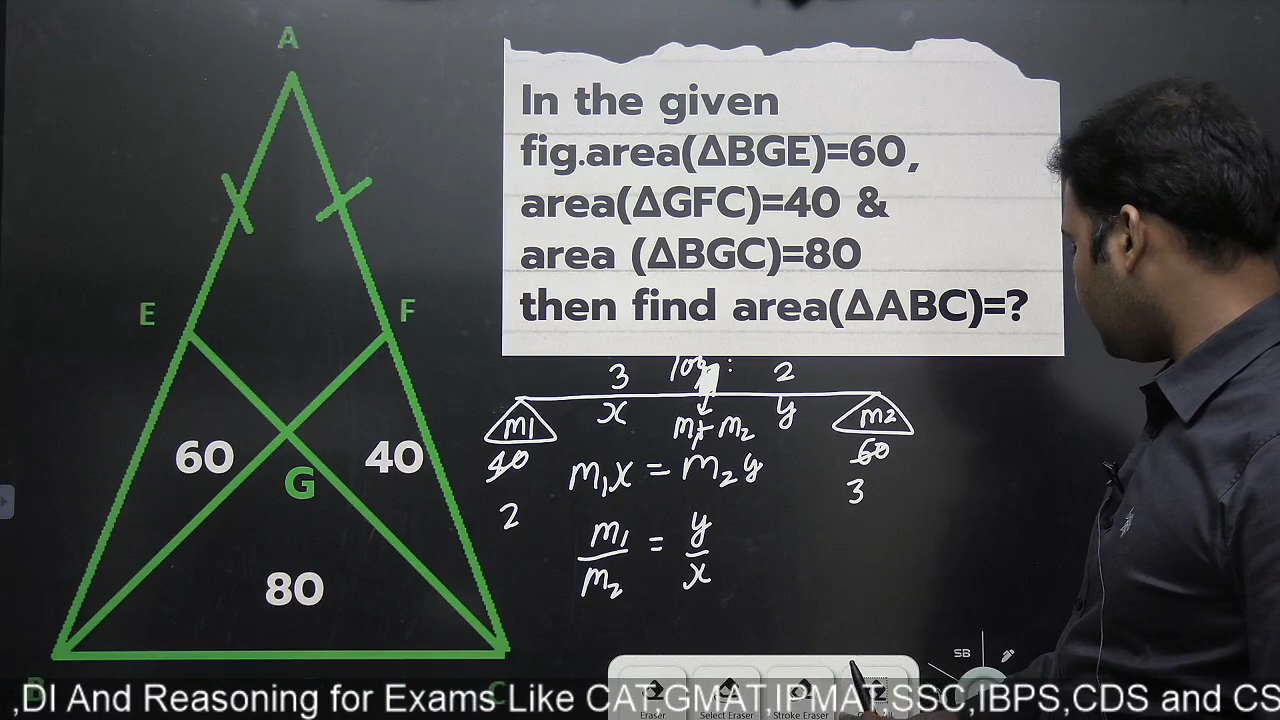 A
In the given
fig.area(ΔBGE)=60,
area(ΔGFC)=40 &
area (ΔBGC)=80
then find area(ΔABC)=?
E
F
3 : 2
x y
m1 m1+m2 m2
40 60
60
40
G
m1x = m2y
2 3
m1/m2 = y/x
80
SB
Eraser
Select Eraser
Stroke Eraser
,DI And Reasoning for Exams Like CAT,GMAT,IPMAT,SSC,IBPS,CDS and CS